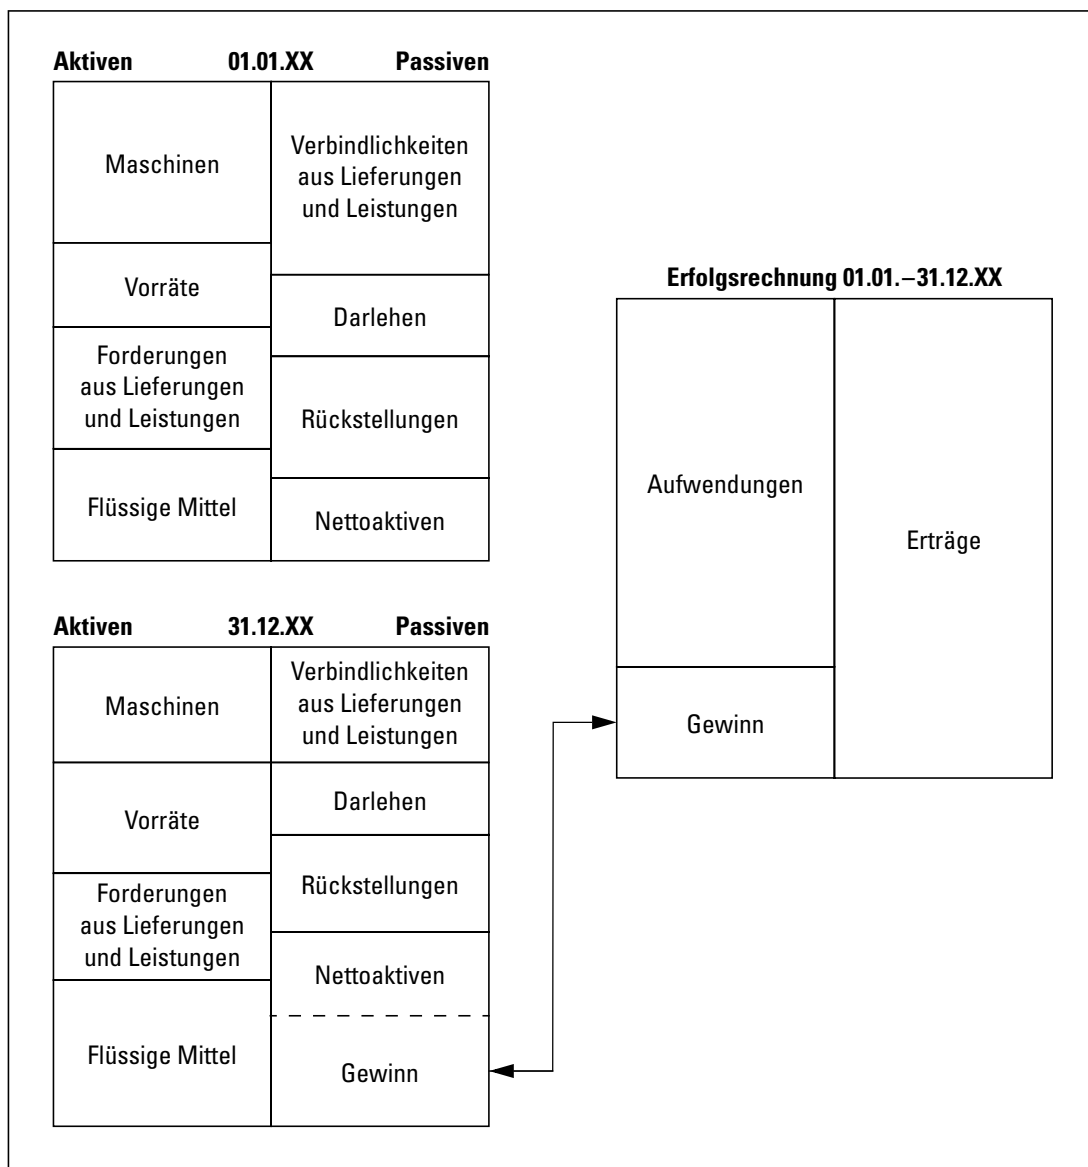 Aktiven 01.01.XX Passiven
Maschinen
Vorräte
Forderungen
aus Lieferungen
und Leistungen
Flüssige Mittel
Verbindlichkeiten
aus Lieferungen
und Leistungen
Darlehen
Rückstellungen
Nettoaktiven
Aktiven 31.12.XX Passiven
Maschinen
Vorräte
Forderungen
aus Lieferungen
und Leistungen
Flüssige Mittel
Verbindlichkeiten
aus Lieferungen
und Leistungen
Darlehen
Rückstellungen
Nettoaktiven
Gewinn
Erfolgsrechnung 01.01.–31.12.XX
Aufwendungen
Gewinn
Erträge